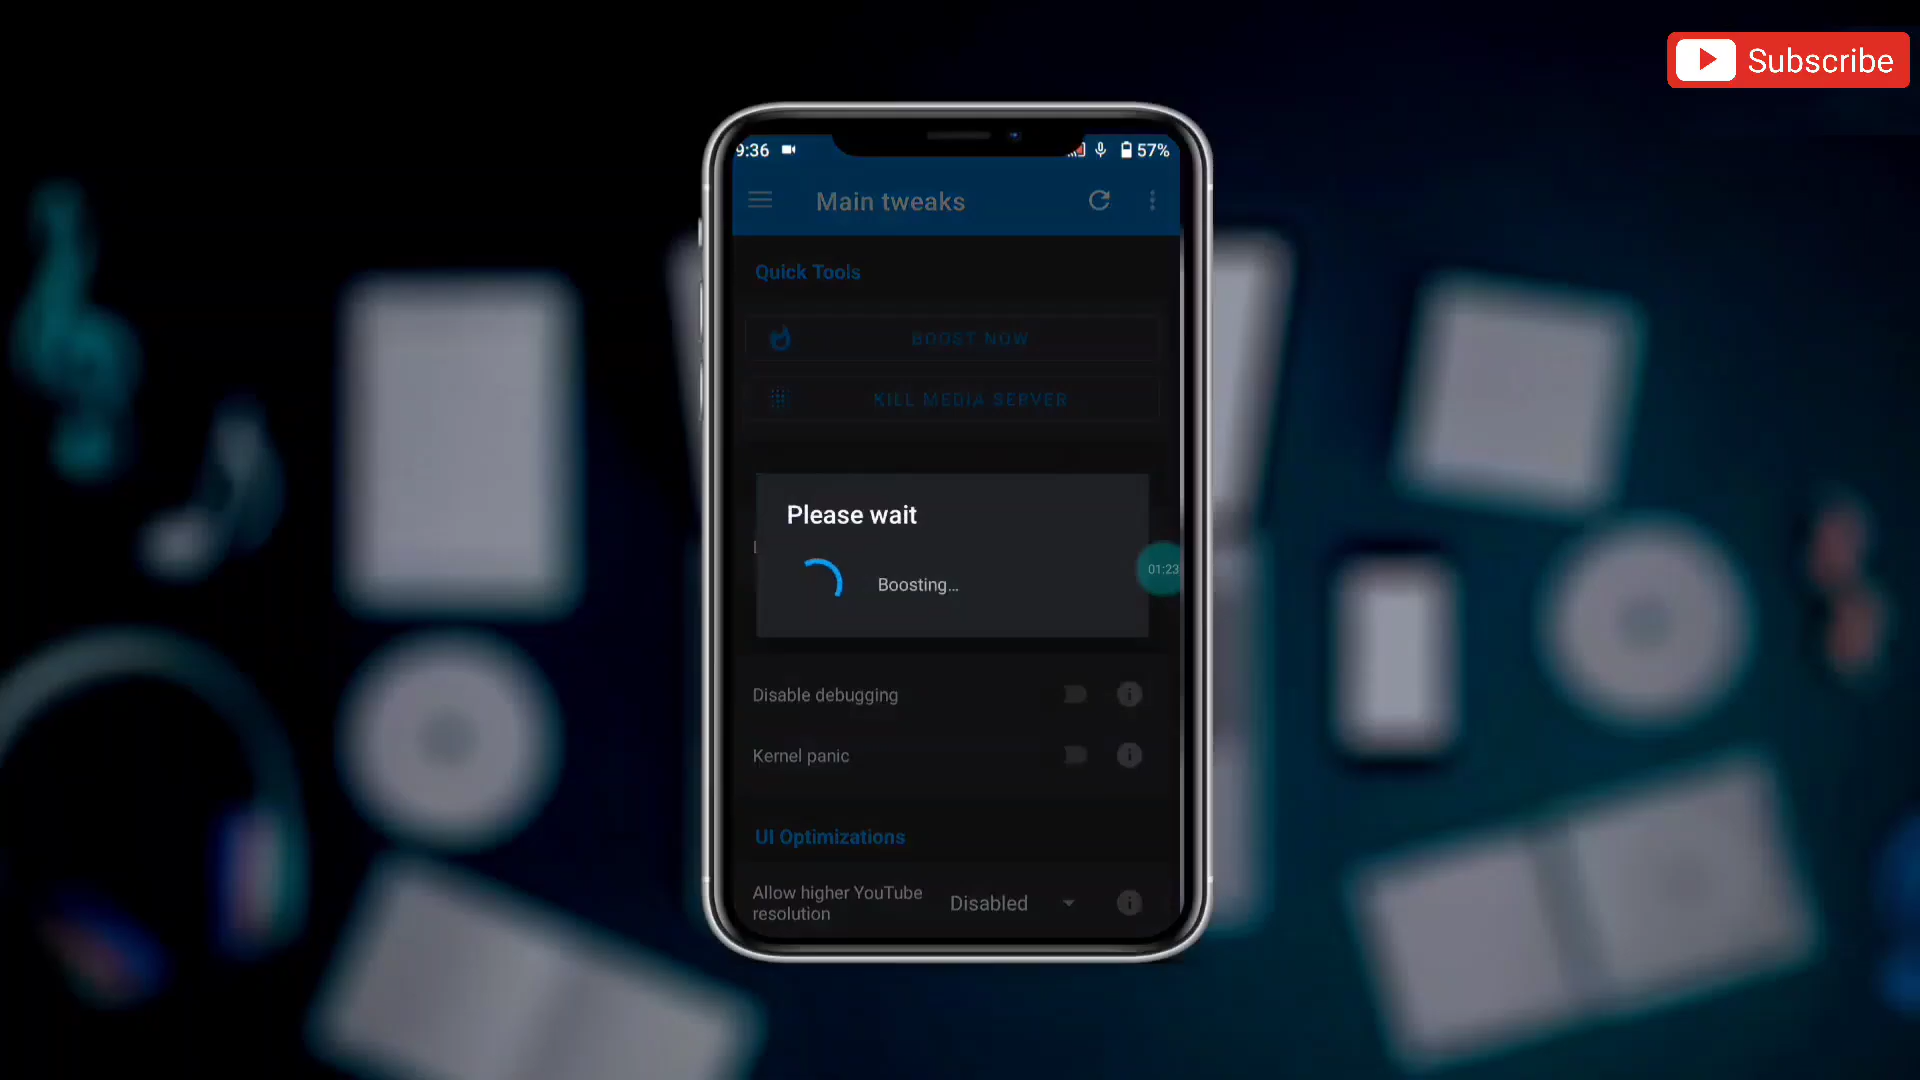 Subscribe
9:36
57%
Main tweaks
Quick Tools
BOOST NOW
KILL MEDIA SERVER
Please wait
Boosting...
01:23
Disable debugging
Kernel panic
UI Optimizations
Allow higher YouTube
resolution
Disabled